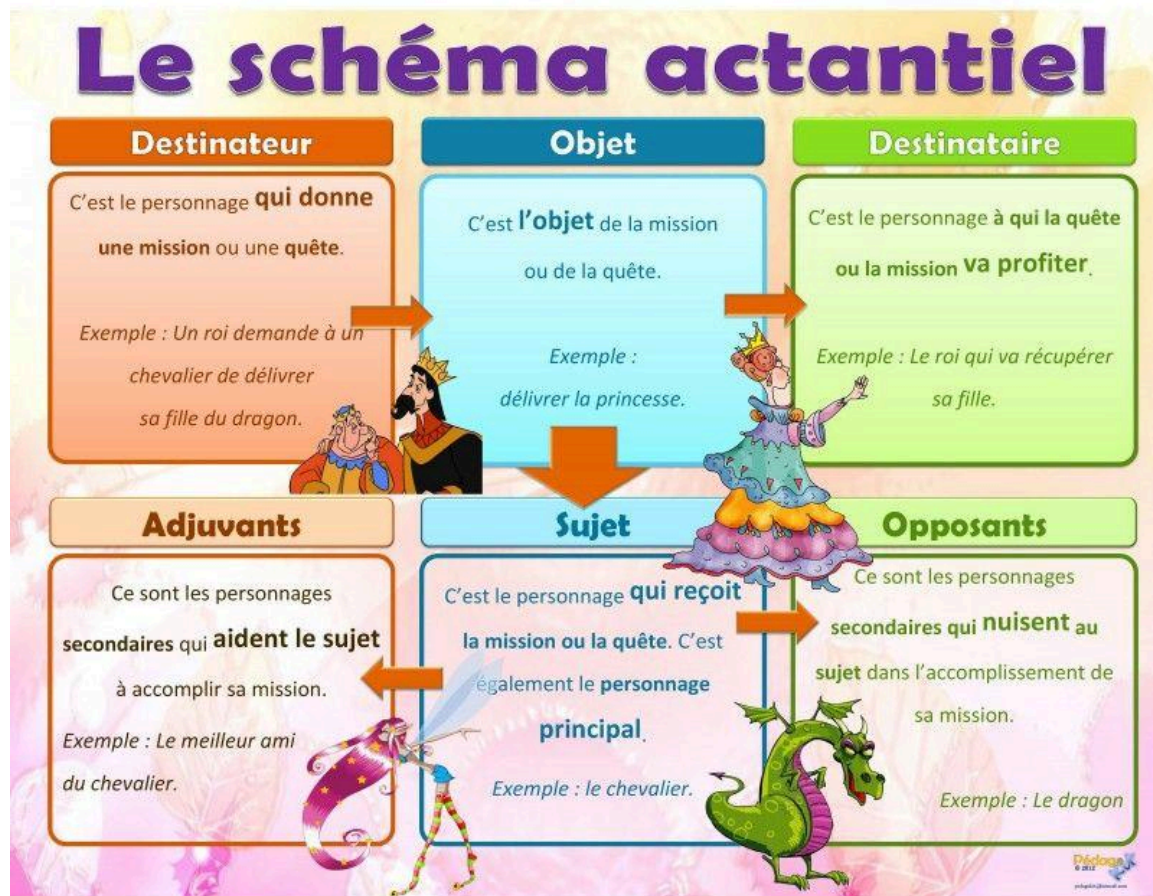 Le schéma actantiel
Destinateur
C'est le personnage qui donne
une mission ou une quête.
Exemple : Un roi demande à un
chevalier de délivrer
sa fille du dragon.
Objet
C'est l'objet de la mission
ou de la quête.
Exemple :
délivrer la princesse.
Destinataire
C'est le personnage à qui la quête
ou la mission va profiter.
Exemple : Le roi qui va récupérer
sa fille.
Adjuvants
Ce sont les personnages
secondaires qui aident le sujet
à accomplir sa mission.
Exemple : Le meilleur ami
du chevalier.
Sujet
C'est le personnage qui reçoit
la mission ou la quête. C'est
également le personnage
principal.
Exemple : le chevalier.
Opposants
Ce sont les personnages
secondaires qui nuisent au
sujet dans l'accomplissement de
sa mission.
Exemple : Le dragon
© 2012